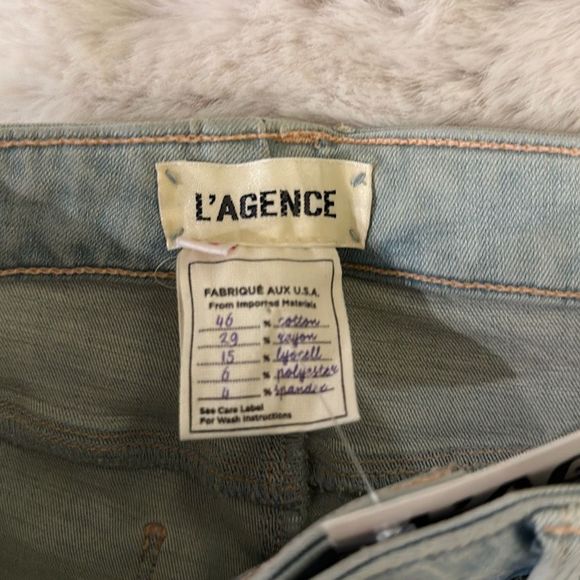 L'AGENCE
FABRIQUÉ AUX U.S.A.
From Imported Materials
46 % cotton
29 % rayon
15 % lyocell
6 % polyester
4 % spandex
See Care Label
For Wash Instructions